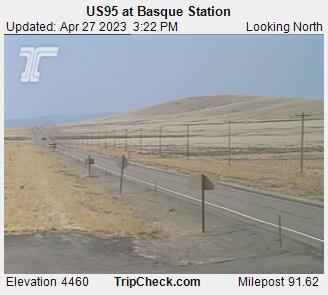 US95 at Basque Station
Updated: Apr 27 2023  3:22 PM
Looking North
Elevation 4460
TripCheck.com
Milepost 91.62